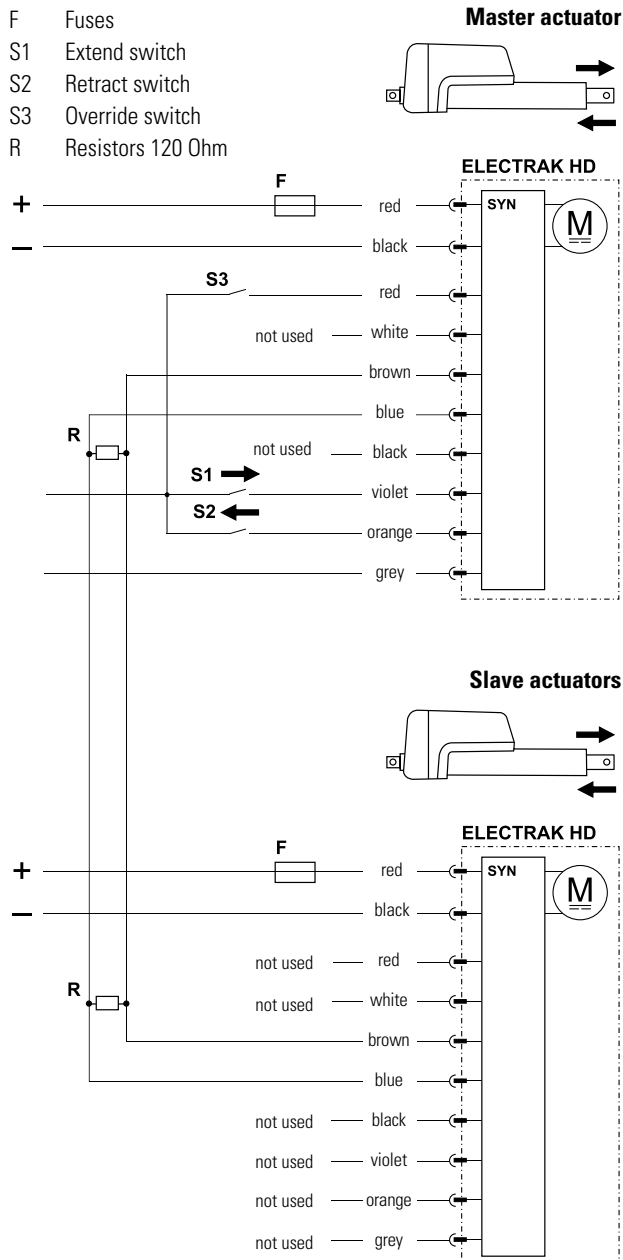 F Fuses
S1 Extend switch
S2 Retract switch
S3 Override switch
R Resistors 120 Ohm
Master actuator
ELECTRAK HD
+ F red SYN M
– black
S3 red
not used white
brown
blue
R
not used black
S1 violet
S2 orange
grey
Slave actuators
ELECTRAK HD
+ F red SYN M
– black
not used red
R not used white
brown
blue
not used black
not used violet
not used orange
not used grey